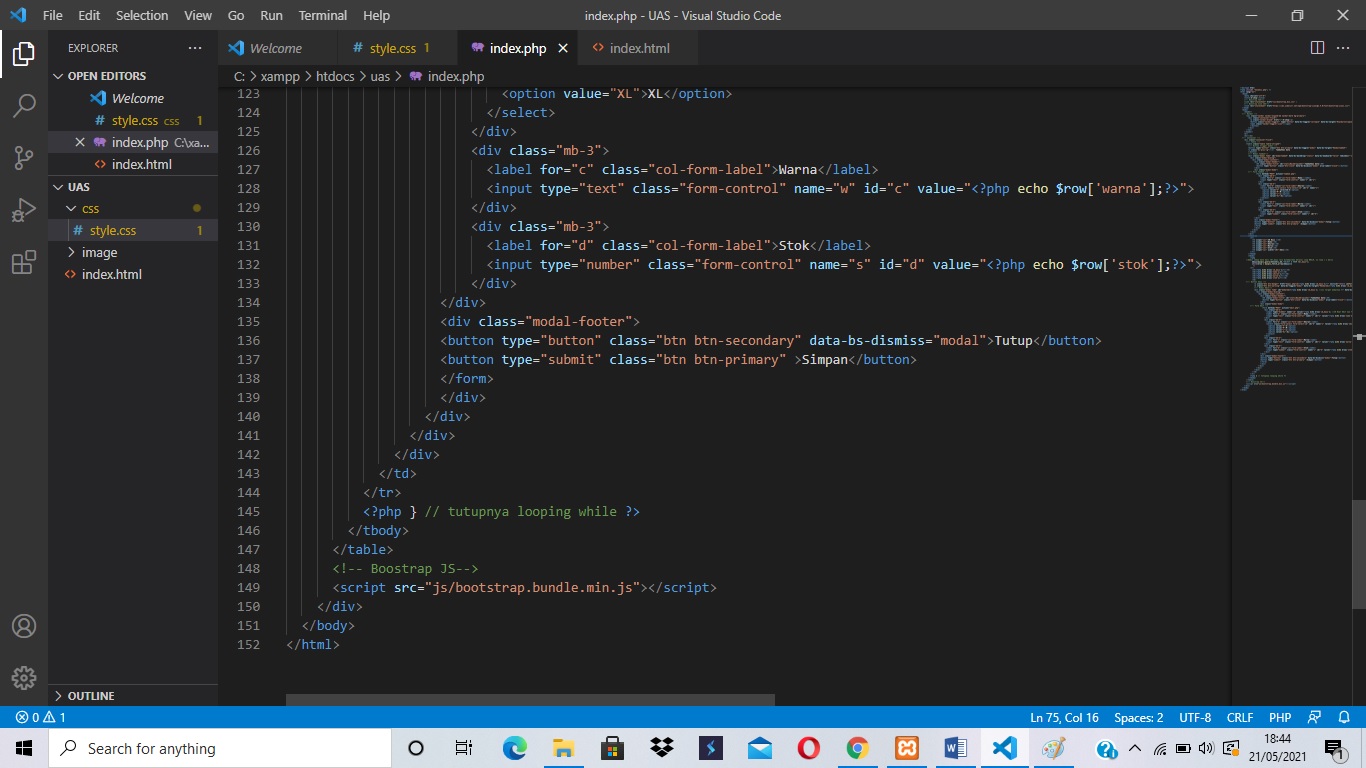 File Edit Selection View Go Run Terminal Help index.php - UAS - Visual Studio Code
EXPLORER ···
Welcome # style.css 1 index.php × <> index.html ···
OPEN EDITORS
Welcome
# style.css css 1
× index.php C:\xa...
<> index.html
UAS
css
# style.css 1
image
<> index.html
OUTLINE
C: > xampp > htdocs > uas > index.php
123 <option value="XL">XL</option>
124 </select>
125 </div>
126 <div class="mb-3">
127 <label for="c" class="col-form-label">Warna</label>
128 <input type="text" class="form-control" name="w" id="c" value="<?php echo $row['warna'];?>">
129 </div>
130 <div class="mb-3">
131 <label for="d" class="col-form-label">Stok</label>
132 <input type="number" class="form-control" name="s" id="d" value="<?php echo $row['stok'];?>">
133 </div>
134 </div>
135 <div class="modal-footer">
136 <button type="button" class="btn btn-secondary" data-bs-dismiss="modal">Tutup</button>
137 <button type="submit" class="btn btn-primary" >Simpan</button>
138 </form>
139 </div>
140 </div>
141 </div>
142 </div>
143 </td>
144 </tr>
145 <?php } // tutupnya looping while ?>
146 </tbody>
147 </table>
148 <!-- Boostrap JS-->
149 <script src="js/bootstrap.bundle.min.js"></script>
150 </div>
151 </body>
152 </html>
0 1 Ln 75, Col 16 Spaces: 2 UTF-8 CRLF PHP
Search for anything
18:44
21/05/2021
1